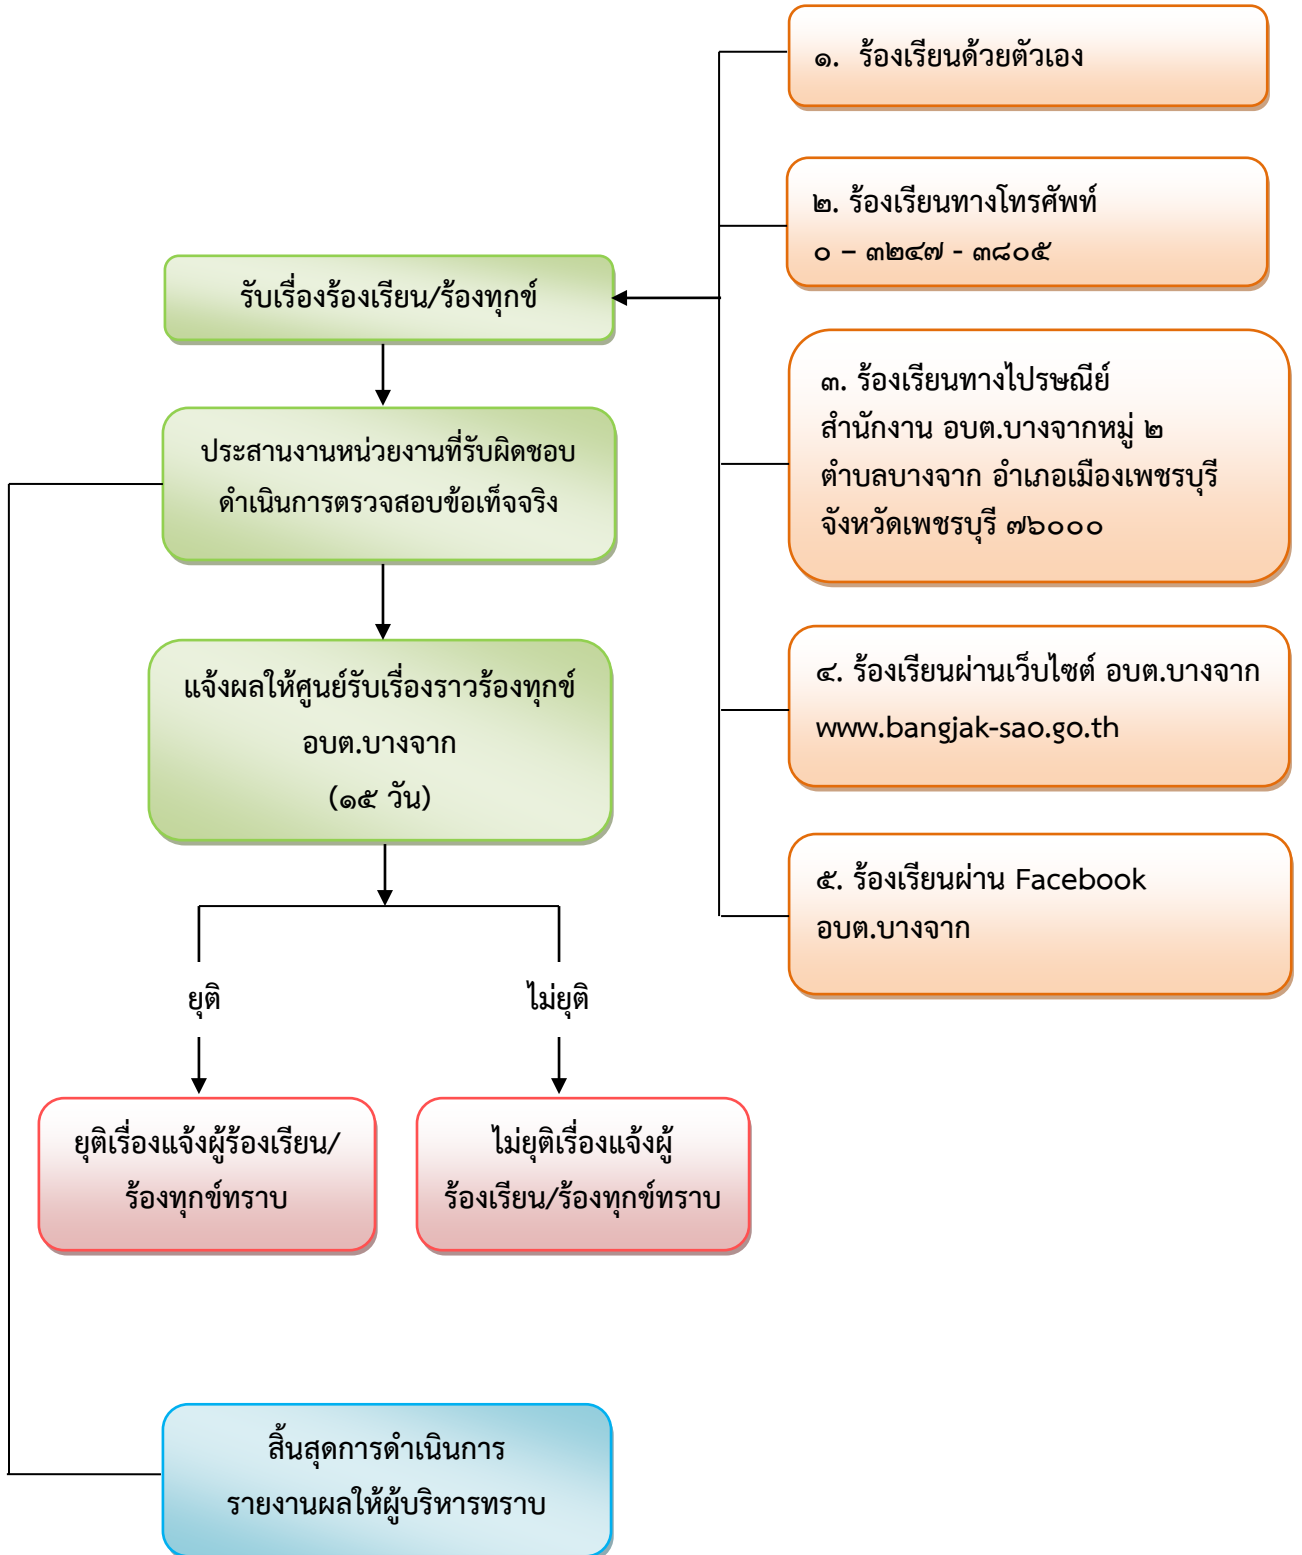 ๑. ร้องเรียนด้วยตัวเอง
๒. ร้องเรียนทางโทรศัพท์
๐ – ๓๒๔๗ - ๓๘๐๕
รับเรื่องร้องเรียน/ร้องทุกข์
๓. ร้องเรียนทางไปรษณีย์
สำนักงาน อบต.บางจากหมู่ ๒
ตำบลบางจาก อำเภอเมืองเพชรบุรี
จังหวัดเพชรบุรี ๗๖๐๐๐
ประสานงานหน่วยงานที่รับผิดชอบ
ดำเนินการตรวจสอบข้อเท็จจริง
๔. ร้องเรียนผ่านเว็บไซต์ อบต.บางจาก
www.bangjak-sao.go.th
แจ้งผลให้ศูนย์รับเรื่องราวร้องทุกข์
อบต.บางจาก
(๑๕ วัน)
๕. ร้องเรียนผ่าน Facebook
อบต.บางจาก
ยุติ
ไม่ยุติ
ยุติเรื่องแจ้งผู้ร้องเรียน/
ร้องทุกข์ทราบ
ไม่ยุติเรื่องแจ้งผู้
ร้องเรียน/ร้องทุกข์ทราบ
สิ้นสุดการดำเนินการ
รายงานผลให้ผู้บริหารทราบ